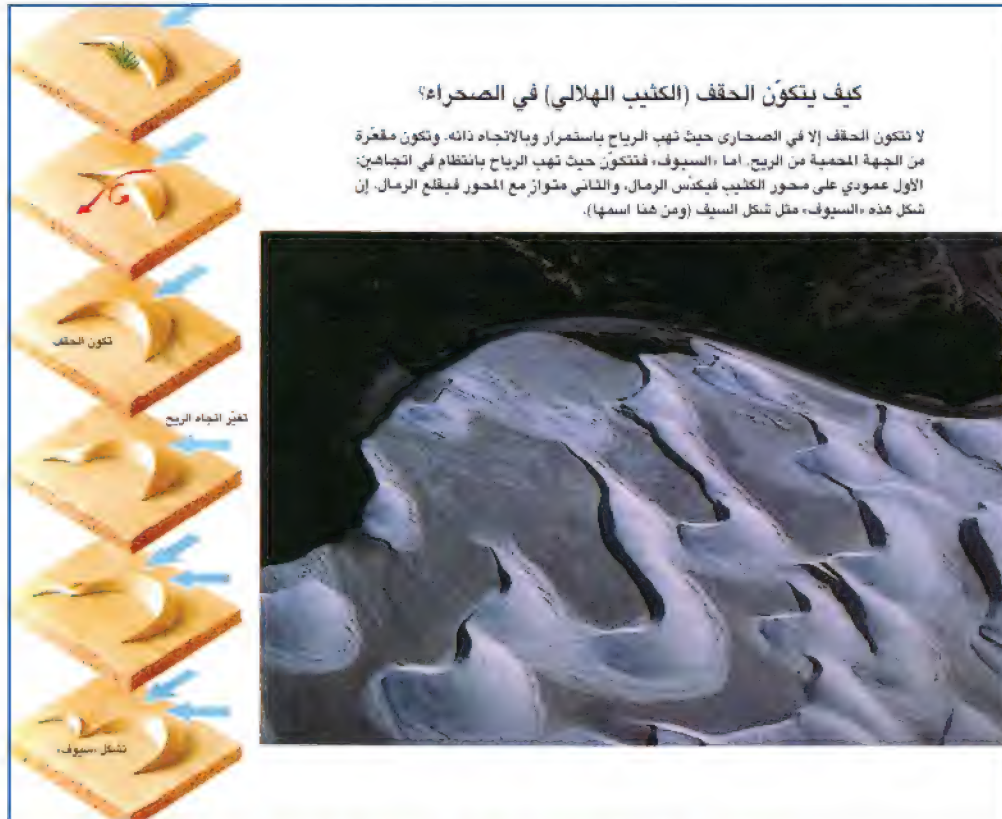 كيف يتكوّن الحقف (الكثيب الهلالي) في الصحراء؟
لا تتكون الحقف إلا في الصحارى حيث تهب الرياح باستمرار وبالاتجاه ذاته. وتكون مقعّرة
من الجهة المحمية من الريح. أما «السيوف» فتتكوّن حيث تهب الرياح بانتظام في اتجاهين:
الأول عمودي على محور الكثيب فيكدّس الرمال، والثاني متوازٍ مع المحور فيقلع الرمال. إن
شكل هذه «السيوف» مثل شكل السيف (ومن هنا اسمها).
تكون الحقف
تغيّر اتجاه الريح
تشكل «سيوف»